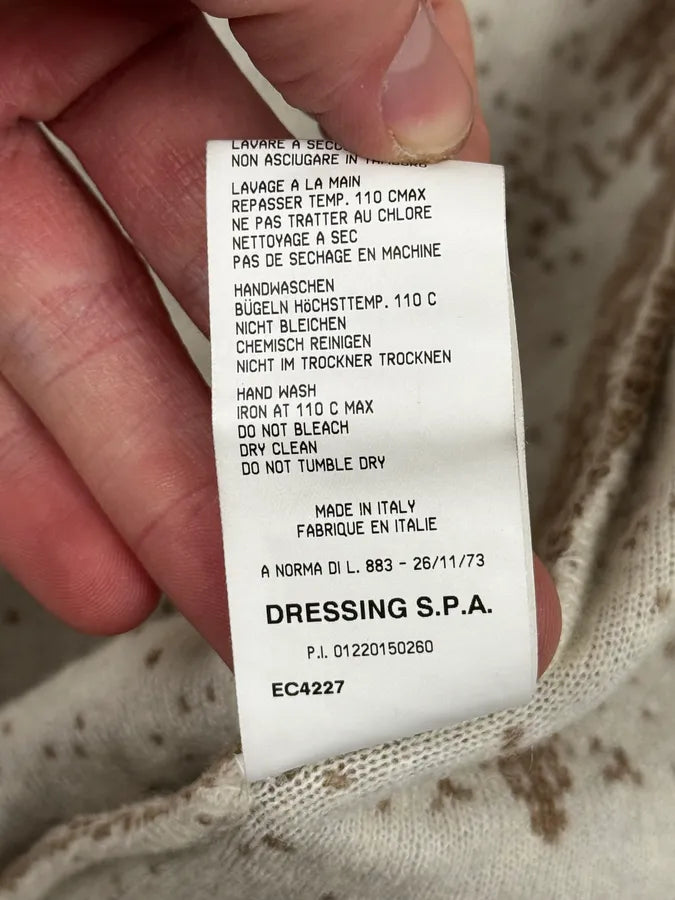 LAVARE A SECCO
NON ASCIUGARE IN
LAVAGE A LA MAIN
REPASSER TEMP. 110 CMAX
NE PAS TRATTER AU CHLORE
NETTOYAGE A SEC
PAS DE SECHAGE EN MACHINE
HANDWASCHEN
BÜGELN HöCHSTTEMP. 110 C
NICHT BLEICHEN
CHEMISCH REINIGEN
NICHT IM TROCKNER TROCKNEN
HAND WASH
IRON AT 110 C MAX
DO NOT BLEACH
DRY CLEAN
DO NOT TUMBLE DRY
MADE IN ITALY
FABRIQUE EN ITALIE
A NORMA DI L. 883 - 26/11/73
DRESSING S.P.A.
P.I. 01220150260
EC4227